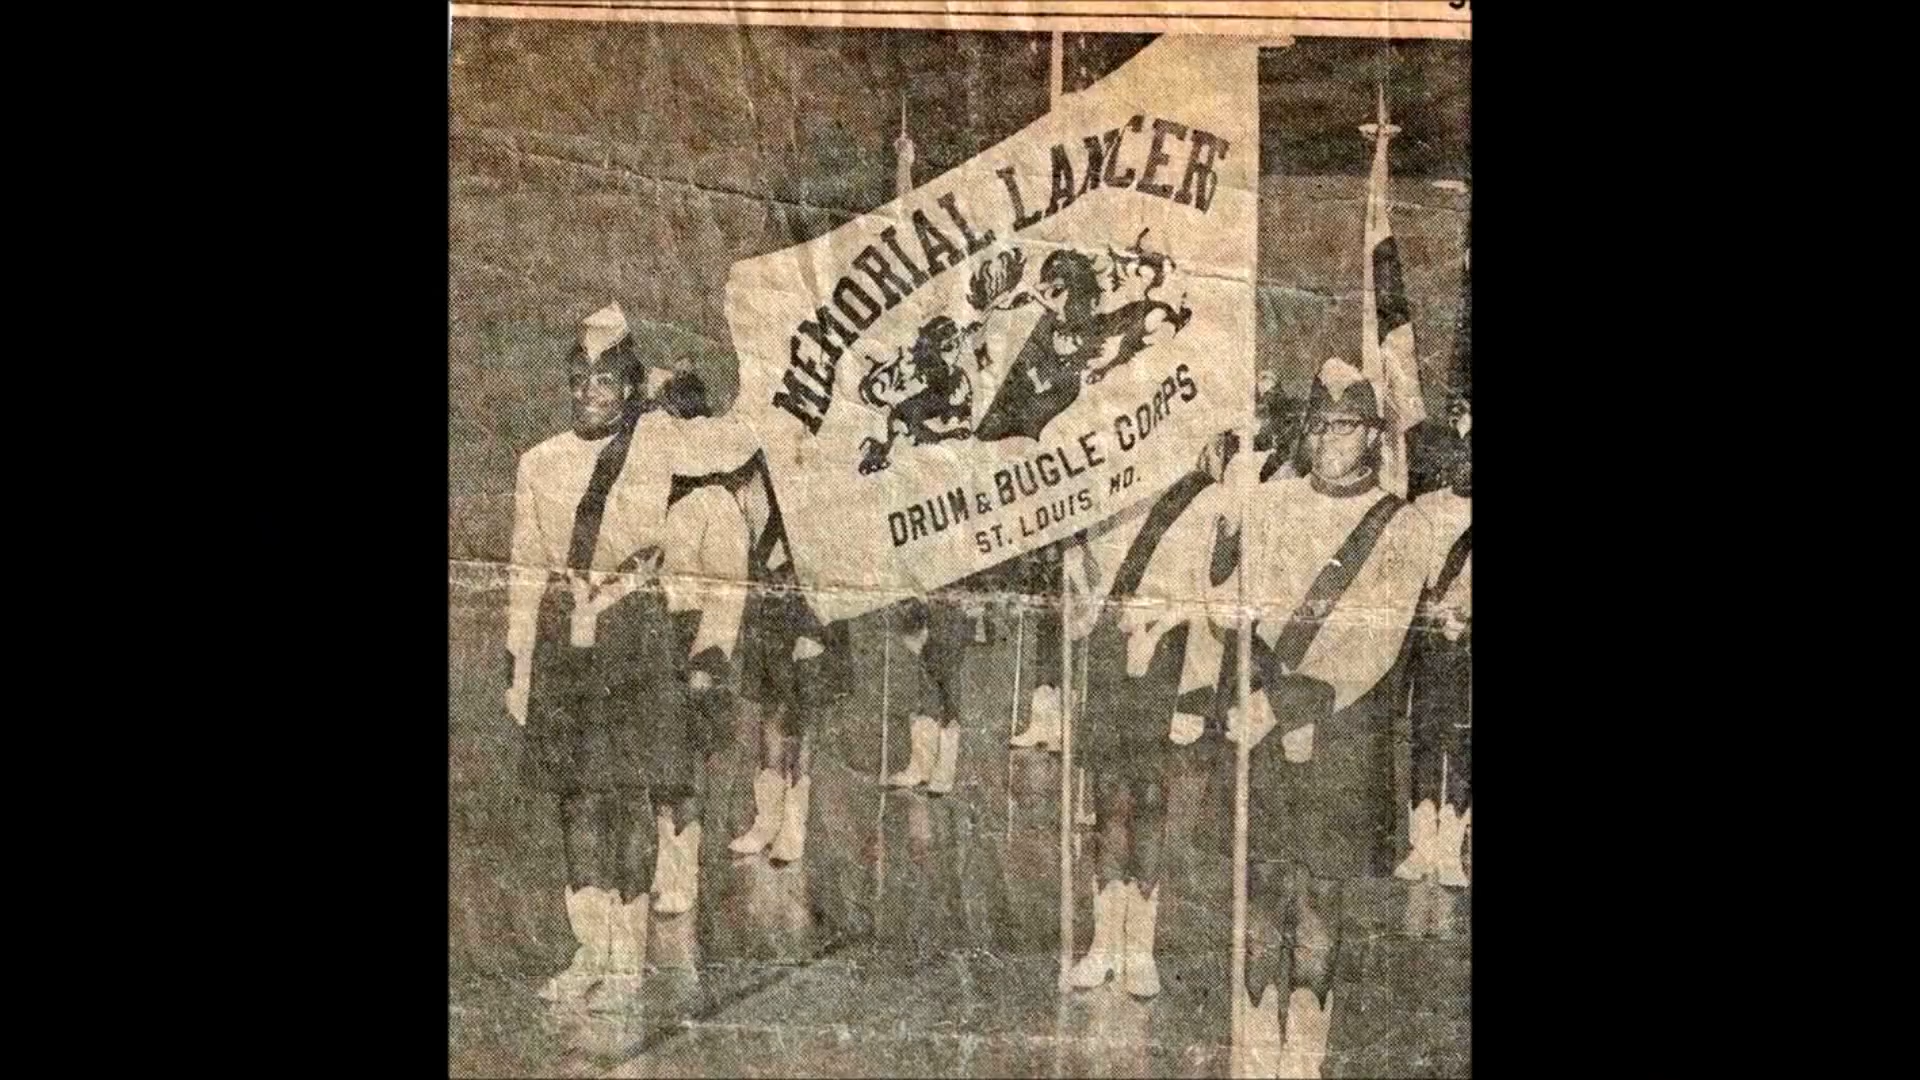 MEMORIAL LANCER
M
L
DRUM & BUGLE CORPS
ST. LOUIS, MO.